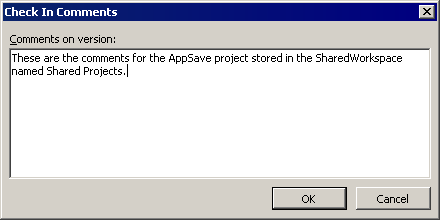 Check In Comments
Comments on version:
These are the comments for the AppSave project stored in the SharedWorkspace
named Shared Projects.
OK
Cancel